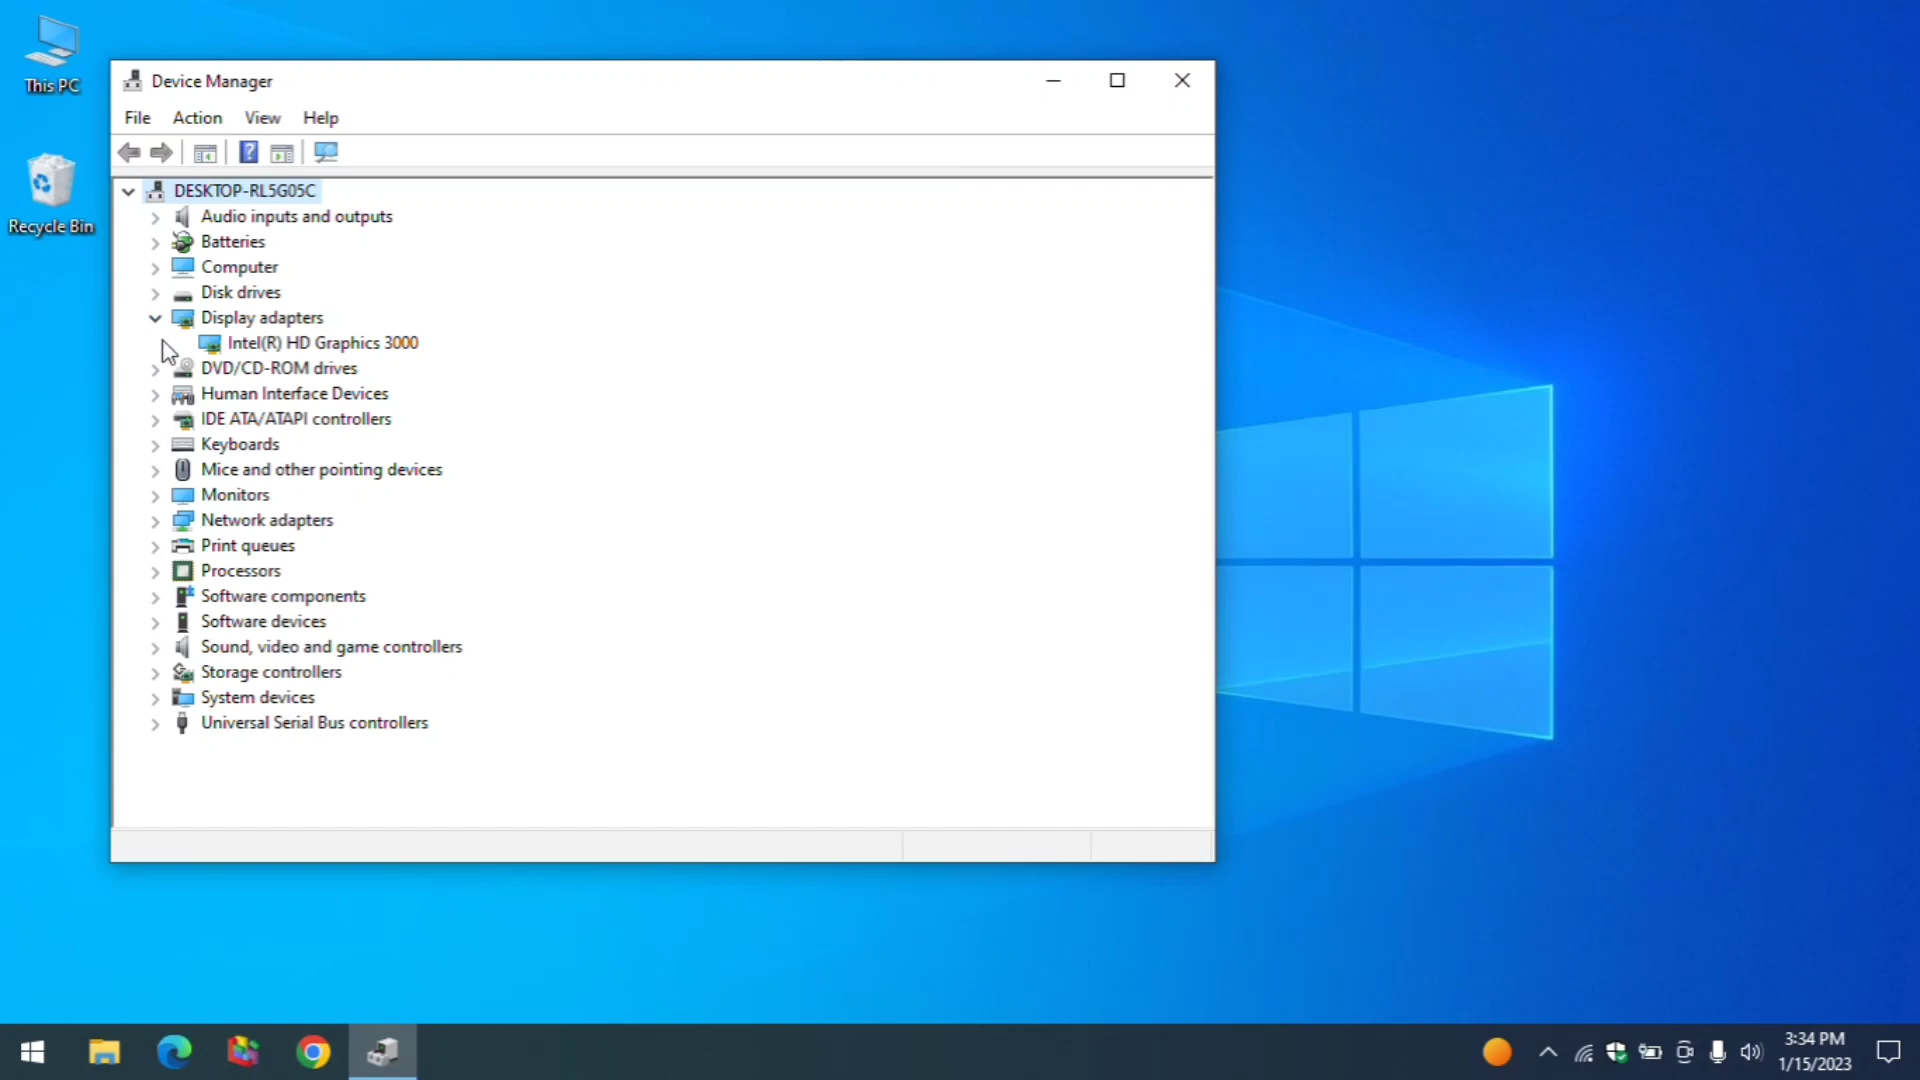 This PC
Recycle Bin
Device Manager
File Action View Help
DESKTOP-RL5G05C
Audio inputs and outputs
Batteries
Computer
Disk drives
Display adapters
Intel(R) HD Graphics 3000
DVD/CD-ROM drives
Human Interface Devices
IDE ATA/ATAPI controllers
Keyboards
Mice and other pointing devices
Monitors
Network adapters
Print queues
Processors
Software components
Software devices
Sound, video and game controllers
Storage controllers
System devices
Universal Serial Bus controllers
3:34 PM
1/15/2023